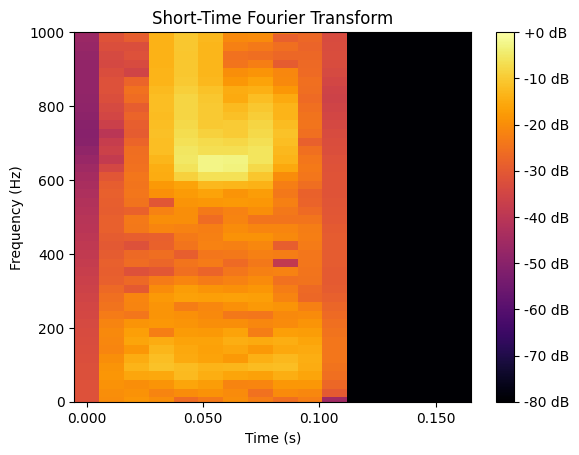 Short-Time Fourier Transform
1000
800
600
400
200
0
Frequency (Hz)
0.000
0.050
0.100
0.150
Time (s)
+0 dB
-10 dB
-20 dB
-30 dB
-40 dB
-50 dB
-60 dB
-70 dB
-80 dB